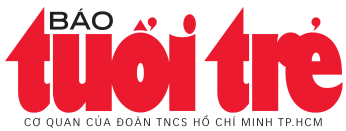 BÁO
tuổi trẻ
CƠ QUAN CỦA ĐOÀN TNCS HỒ CHÍ MINH TP.HCM